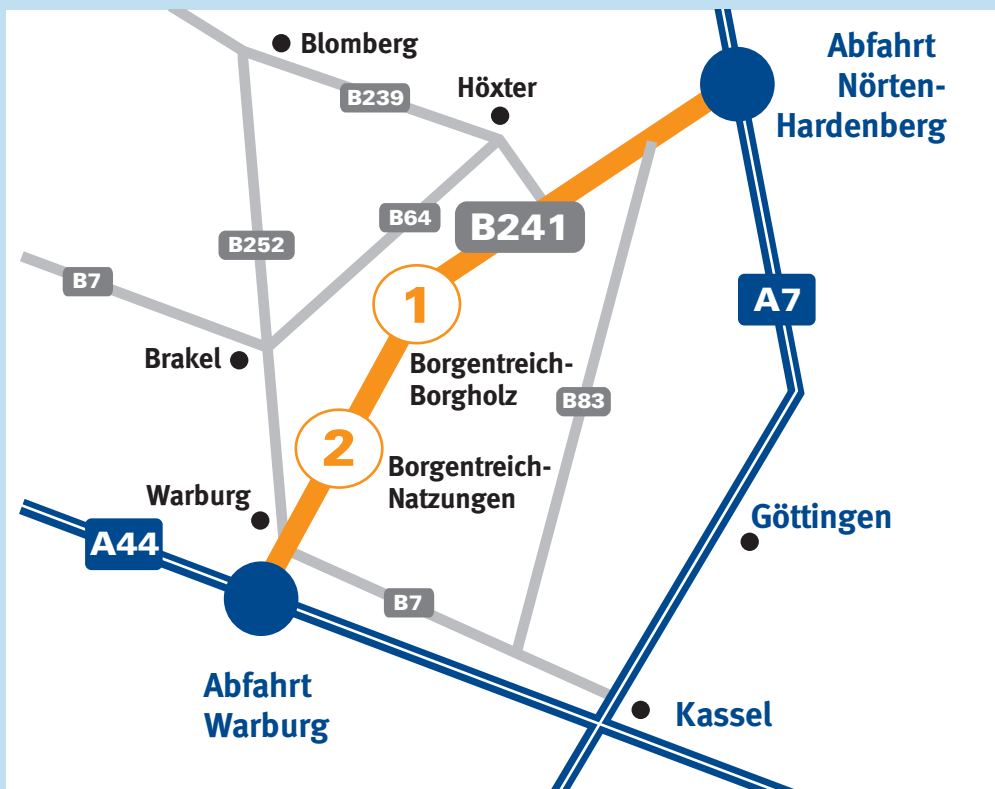 Blomberg
Abfahrt
Nörten-
Hardenberg
B239
Höxter
B64
B241
B252
B7
1
A7
Brakel
Borgentreich-
Borgholz
B83
2
Borgentreich-
Natzungen
Warburg
A44
Göttingen
B7
Abfahrt
Warburg
Kassel